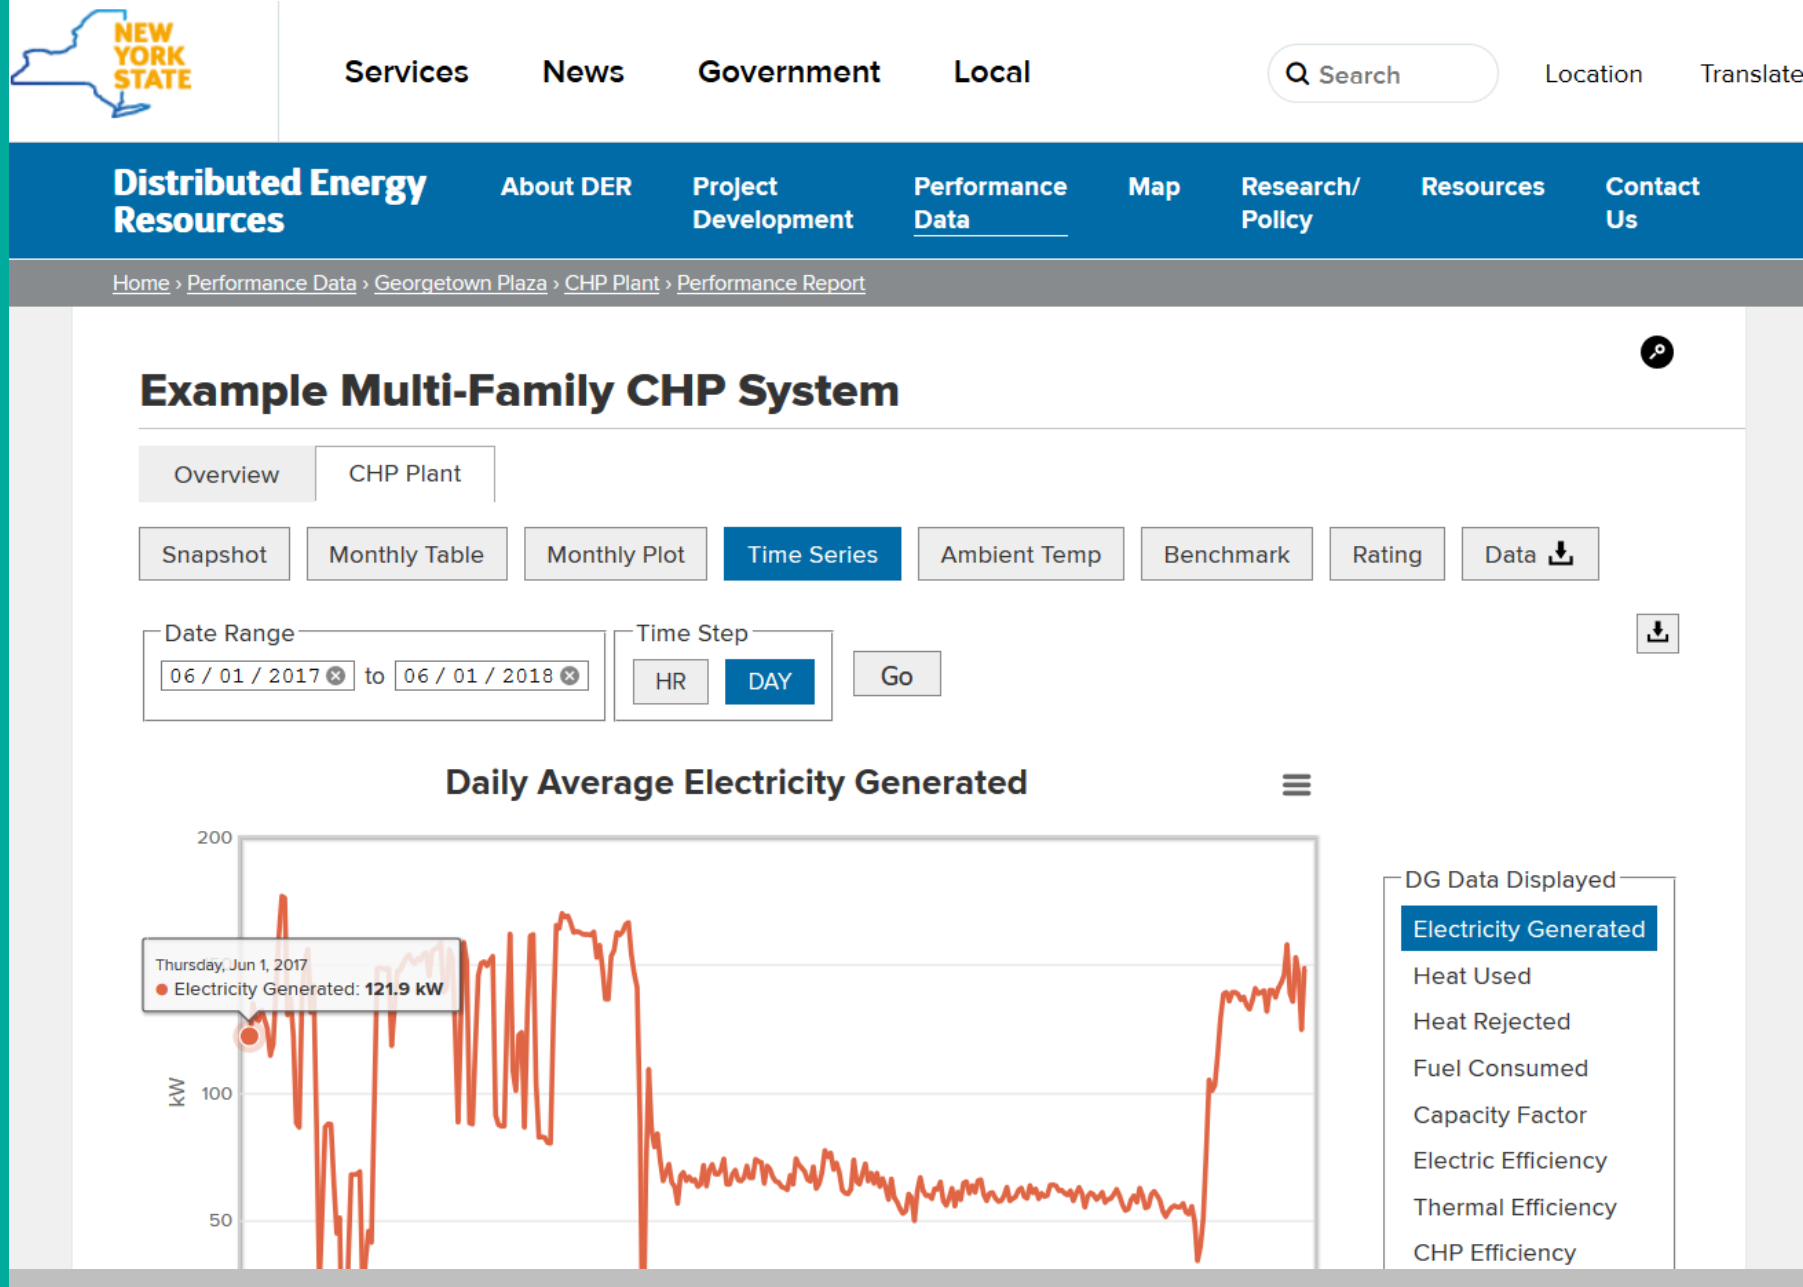 NEW
YORK
STATE
Services News Government Local Search Location Translate
Distributed Energy
Resources
About DER
Project
Development
Performance
Data
Map
Research/
Policy
Resources
Contact
Us
Home › Performance Data › Georgetown Plaza › CHP Plant › Performance Report
Example Multi-Family CHP System
Overview CHP Plant
Snapshot Monthly Table Monthly Plot Time Series Ambient Temp Benchmark Rating Data
Date Range
06 / 01 / 2017 to 06 / 01 / 2018
Time Step
HR DAY
Go
Daily Average Electricity Generated
200
Thursday, Jun 1, 2017
Electricity Generated: 121.9 kW
kW
100
50
DG Data Displayed
Electricity Generated
Heat Used
Heat Rejected
Fuel Consumed
Capacity Factor
Electric Efficiency
Thermal Efficiency
CHP Efficiency